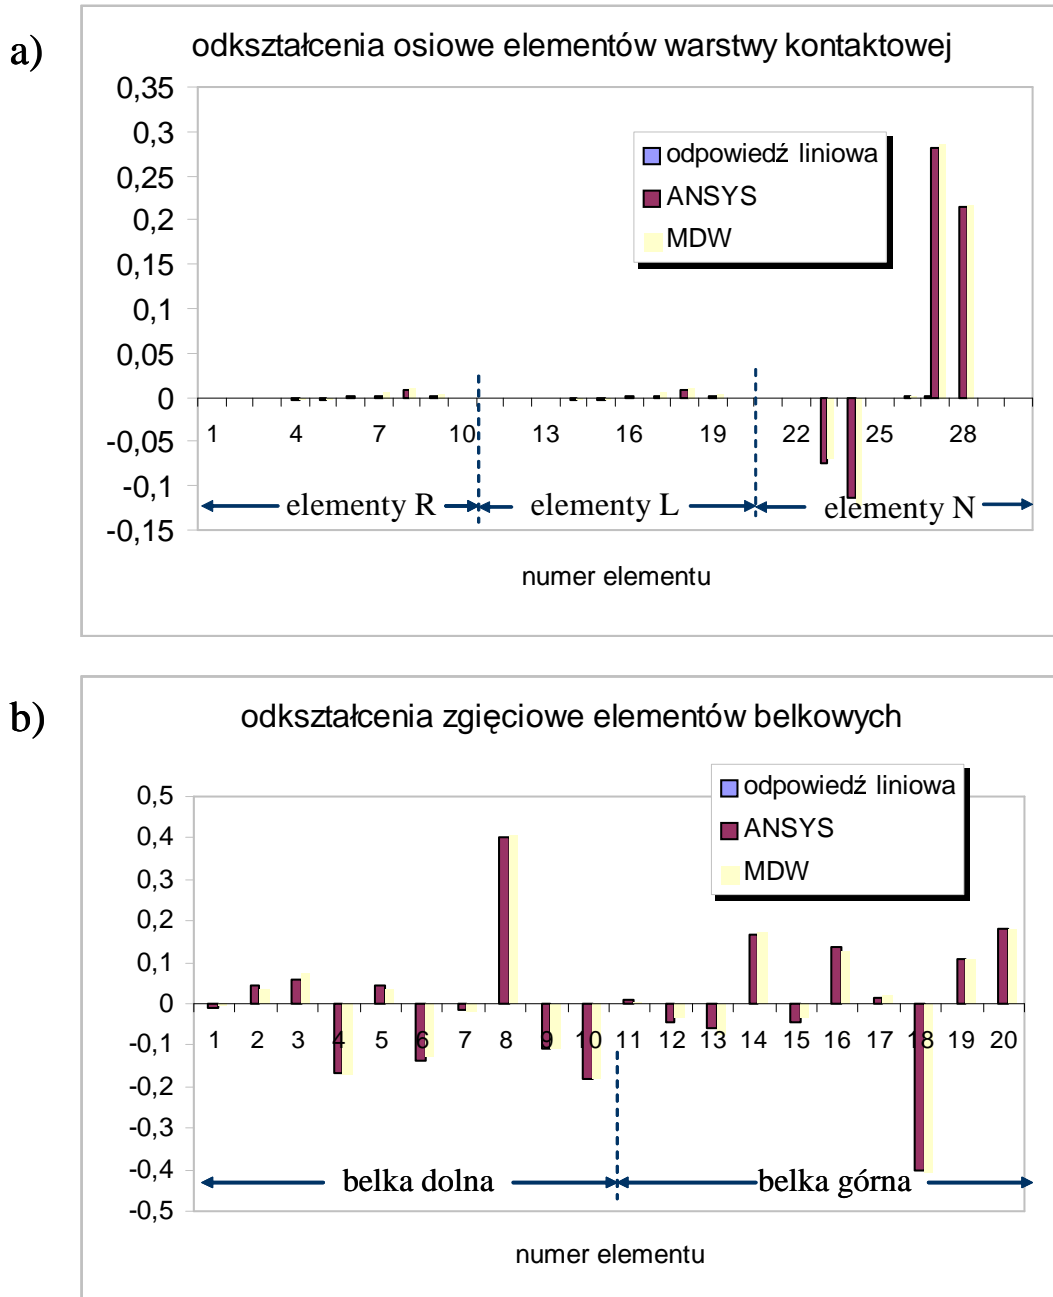 a)
odkształcenia osiowe elementów warstwy kontaktowej
0,35
0,3
0,25
0,2
0,15
0,1
0,05
0
-0,05
-0,1
-0,15
odpowiedź liniowa
ANSYS
MDW
1 4 7 10 13 16 19 22 25 28
elementy R elementy L elementy N
numer elementu
b)
odkształcenia zgięciowe elementów belkowych
0,5
0,4
0,3
0,2
0,1
0
-0,1
-0,2
-0,3
-0,4
-0,5
odpowiedź liniowa
ANSYS
MDW
1 2 3 4 5 6 7 8 9 10 11 12 13 14 15 16 17 18 19 20
belka dolna belka górna
numer elementu